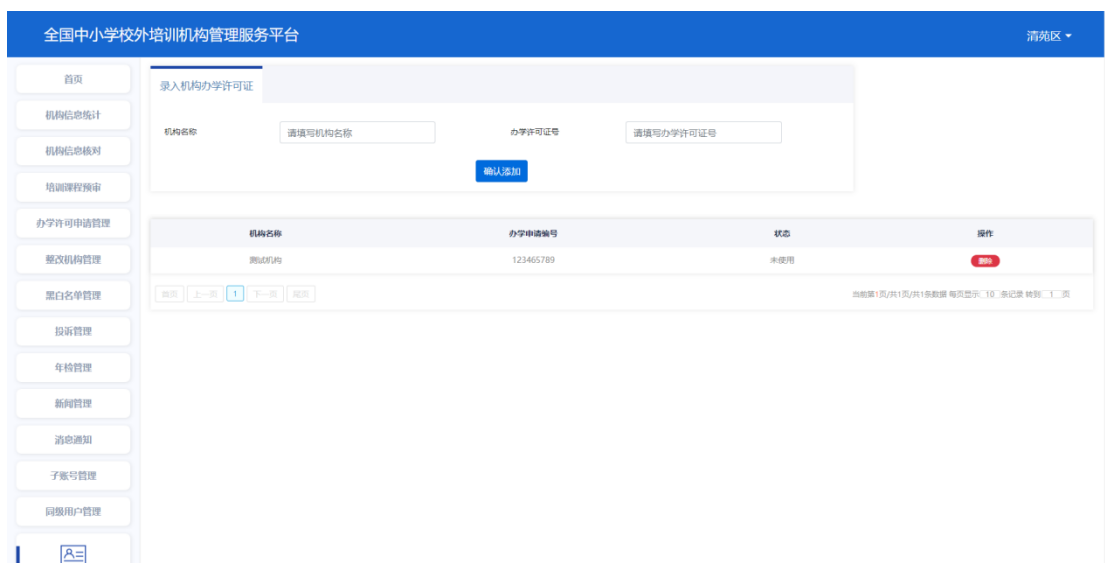 全国中小学校外培训机构管理服务平台
清苑区
首页
机构信息统计
机构信息核对
培训课程预审
办学许可申请管理
整改机构管理
黑白名单管理
投诉管理
年检管理
新闻管理
消息通知
子账号管理
同级用户管理
录入机构办学许可证
机构名称 请填写机构名称 办学许可证号 请填写办学许可证号
确认添加
机构名称 办学申请编号 状态 操作
测试机构 123465789 未使用 删除
首页 上一页 1 下一页 尾页 当前第1页/共1页/共1条数据 每页显示 10 条记录 转到 1 页